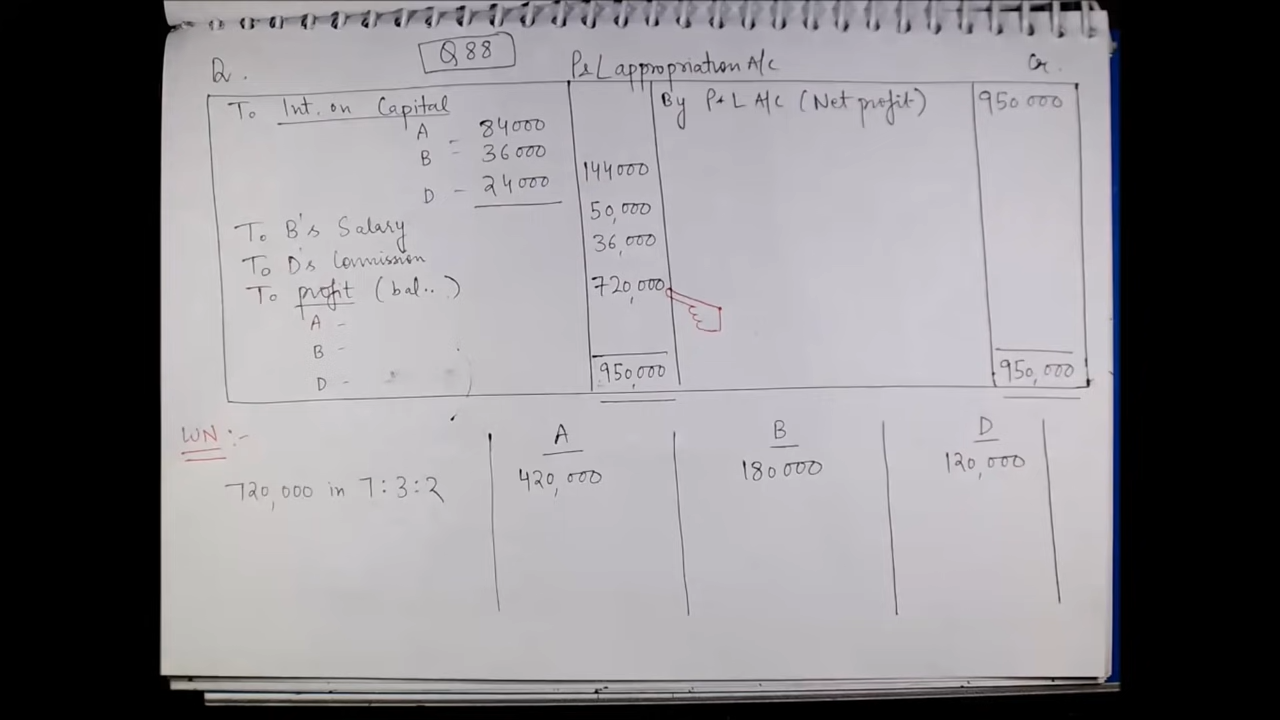 Q88
Dr. P&L appropriation A/c Cr.
To Int. on Capital By P+L A/c (Net profit) 950000
A = 84000
B = 36000
144000
D - 24000
50,000
To B's Salary
36,000
To D's Commission
To profit (bal..) 720,000
A -
B -
D -
950,000 950,000
WN :-
A B D
720,000 in 7:3:2 420,000 180000 120,000